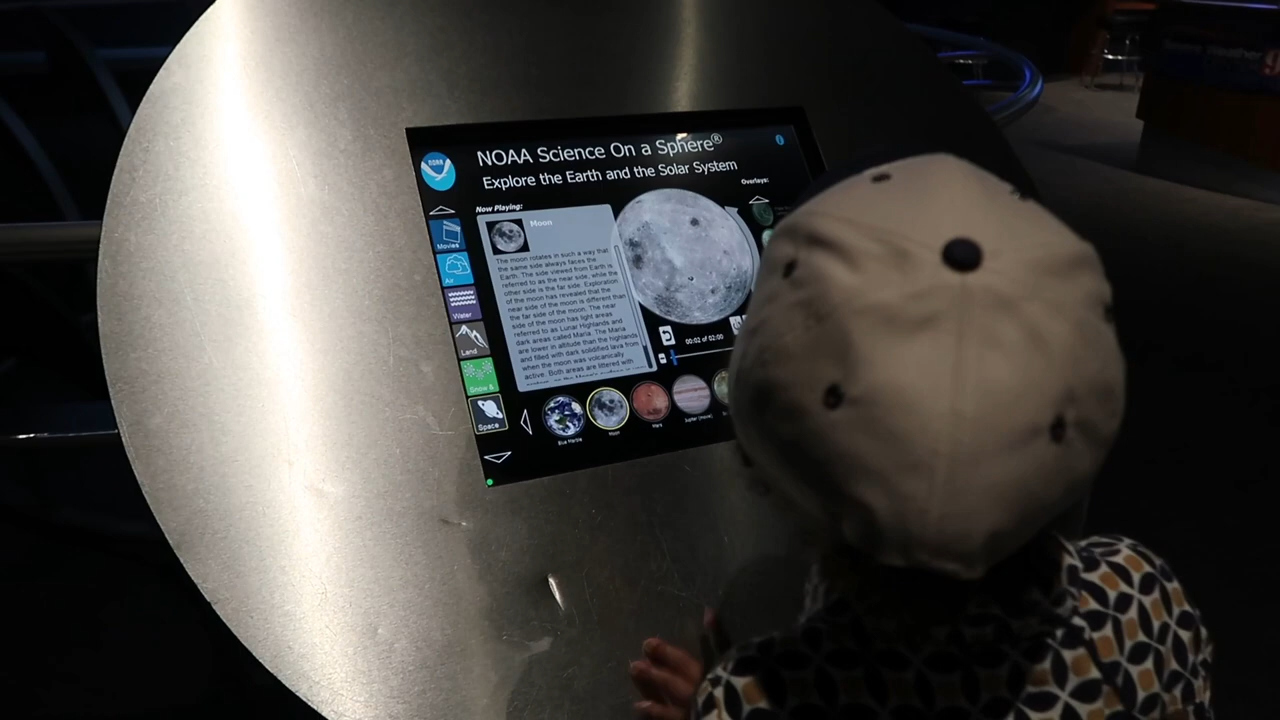 NOAA
NOAA Science On a Sphere®
Explore the Earth and the Solar System
Overlays:
Now Playing:
Moon
The moon rotates in such a way that
the same side always faces the
Earth. The side viewed from Earth is
referred to as the near side, while the
other side is the far side. Exploration
of the moon has revealed that the
near side of the moon is different than
the far side of the moon. The near
side of the moon has light areas
referred to as Lunar Highlands and
dark areas called Maria. The Maria
are lower in altitude than the highlands
and filled with dark solidified lava from
when the moon was volcanically
active. Both areas are littered with
Movies
Air
Water
Land
Snow &
Space
00:02 of 02:00
Blue Marble
Moon
Mars
Jupiter (movie)